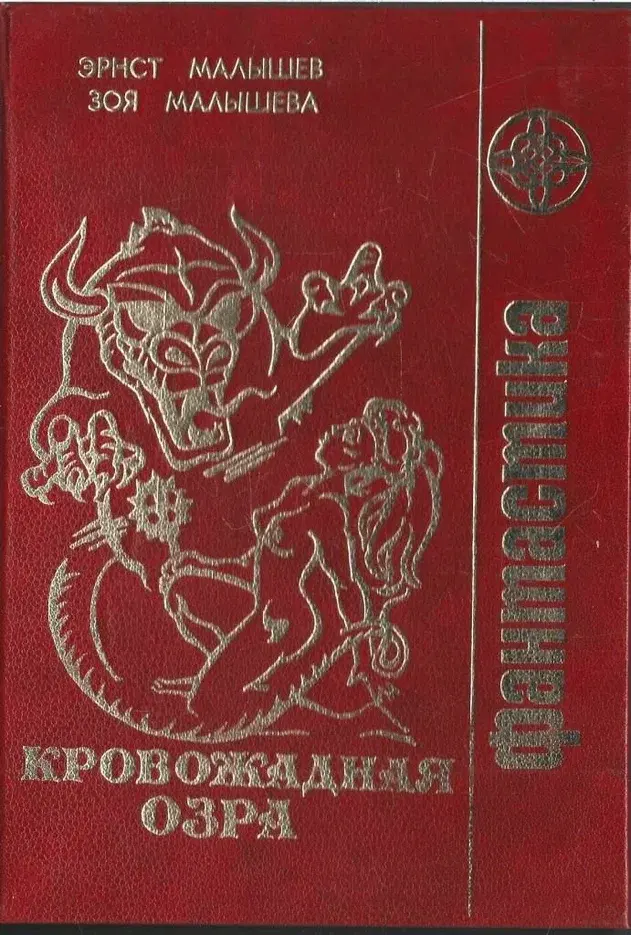 ЭРНСТ МАЛЫШЕВ
ЗОЯ МАЛЫШЕВА
фантастика
КРОВОЖАДНАЯ
ОЗРА